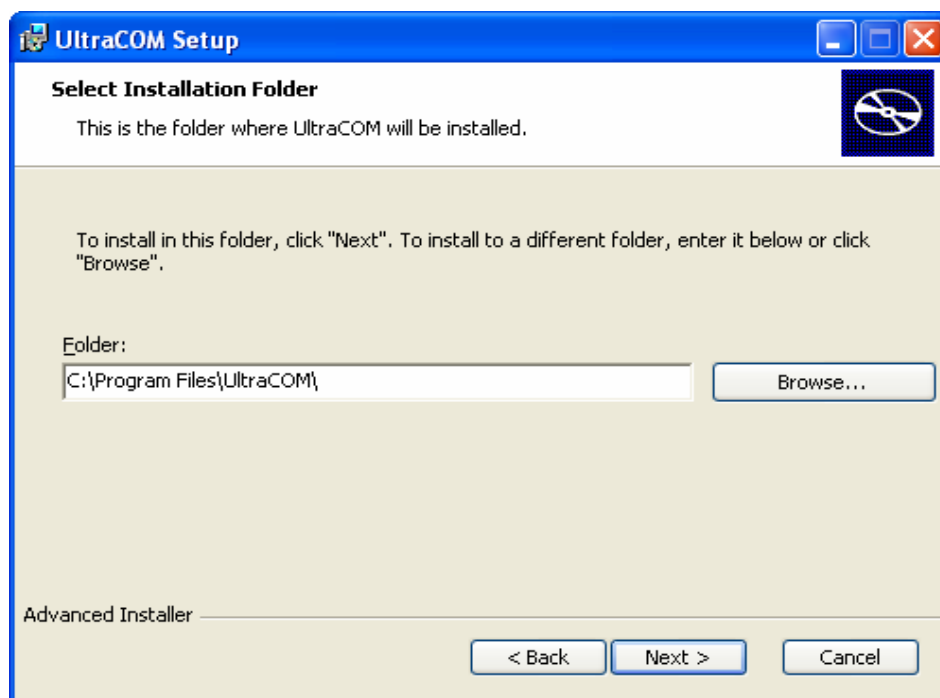 UltraCOM Setup
Select Installation Folder
This is the folder where UltraCOM will be installed.
To install in this folder, click "Next". To install to a different folder, enter it below or click
"Browse".
Folder:
C:\Program Files\UltraCOM\
Browse...
Advanced Installer
< Back
Next >
Cancel